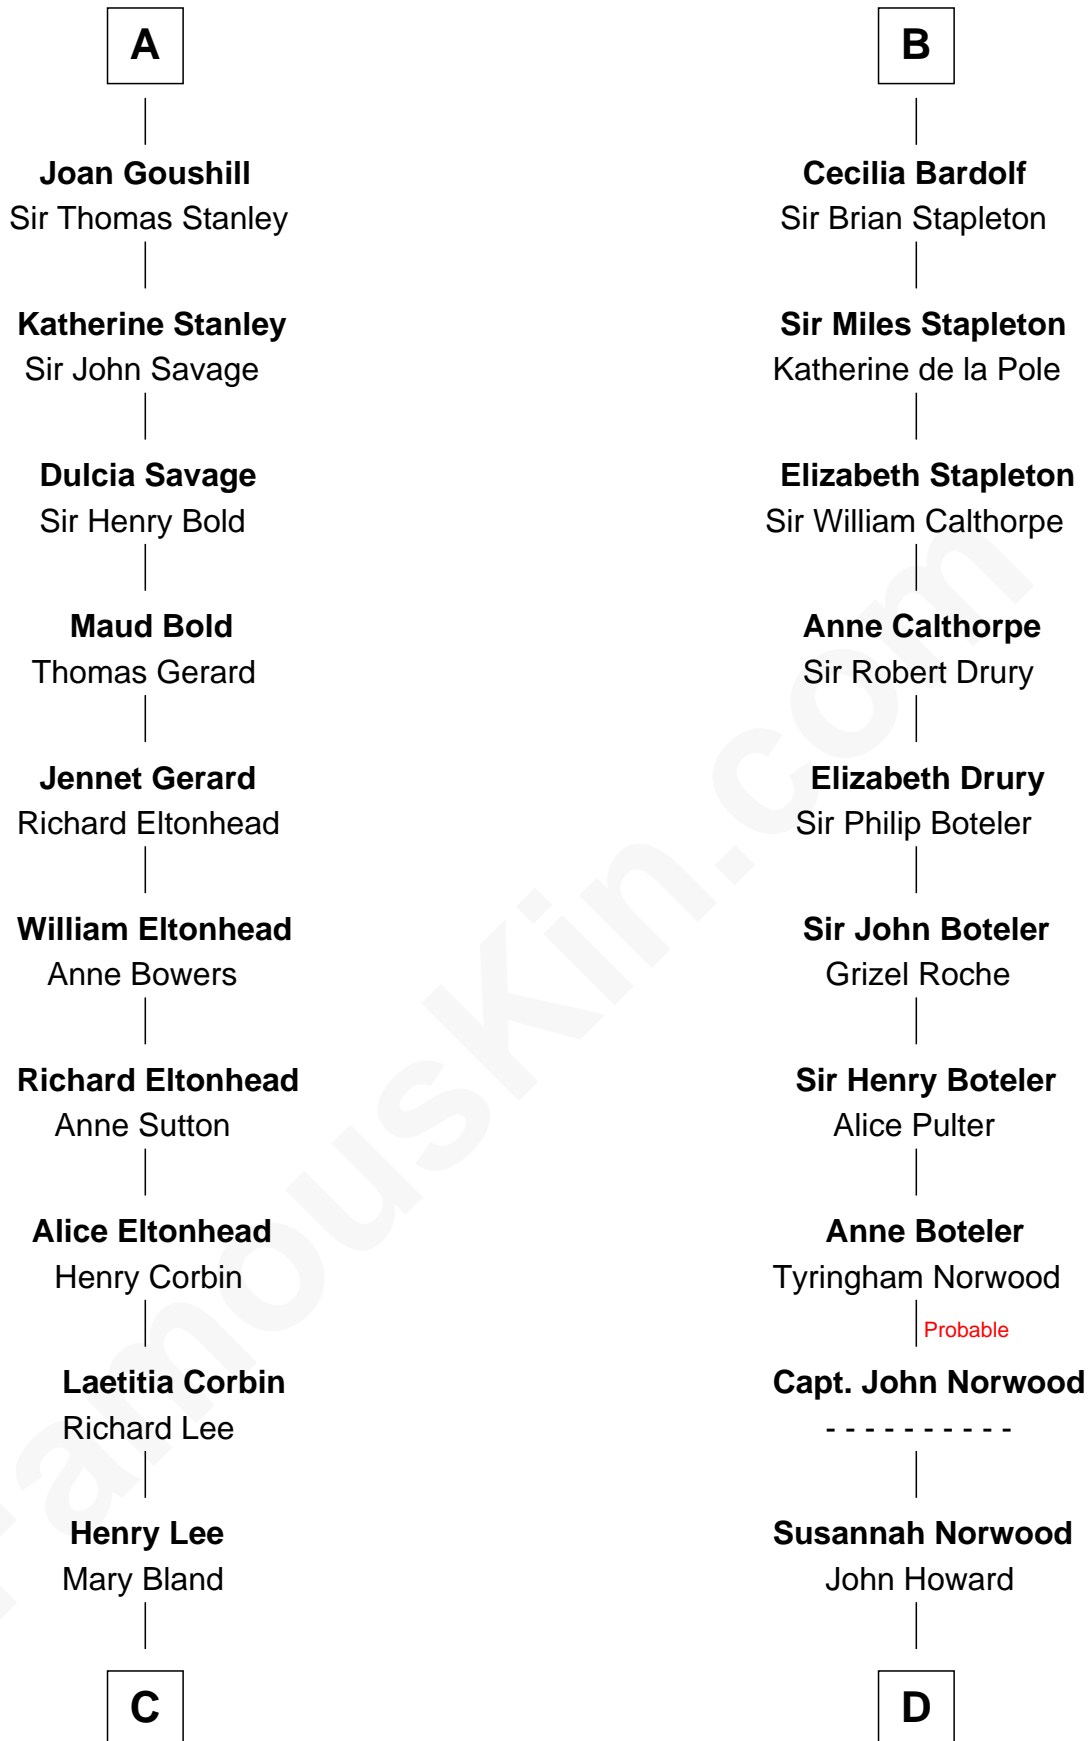 A
Joan Goushill
Sir Thomas Stanley
Katherine Stanley
Sir John Savage
Dulcia Savage
Sir Henry Bold
Maud Bold
Thomas Gerard
Jennet Gerard
Richard Eltonhead
William Eltonhead
Anne Bowers
Richard Eltonhead
Anne Sutton
Alice Eltonhead
Henry Corbin
Laetitia Corbin
Richard Lee
Henry Lee
Mary Bland
C
B
Cecilia Bardolf
Sir Brian Stapleton
Sir Miles Stapleton
Katherine de la Pole
Elizabeth Stapleton
Sir William Calthorpe
Anne Calthorpe
Sir Robert Drury
Elizabeth Drury
Sir Philip Boteler
Sir John Boteler
Grizel Roche
Sir Henry Boteler
Alice Pulter
Anne Boteler
Tyringham Norwood
Probable
Capt. John Norwood
- - - - - - - - - -
Susannah Norwood
John Howard
D
FamousKin.com